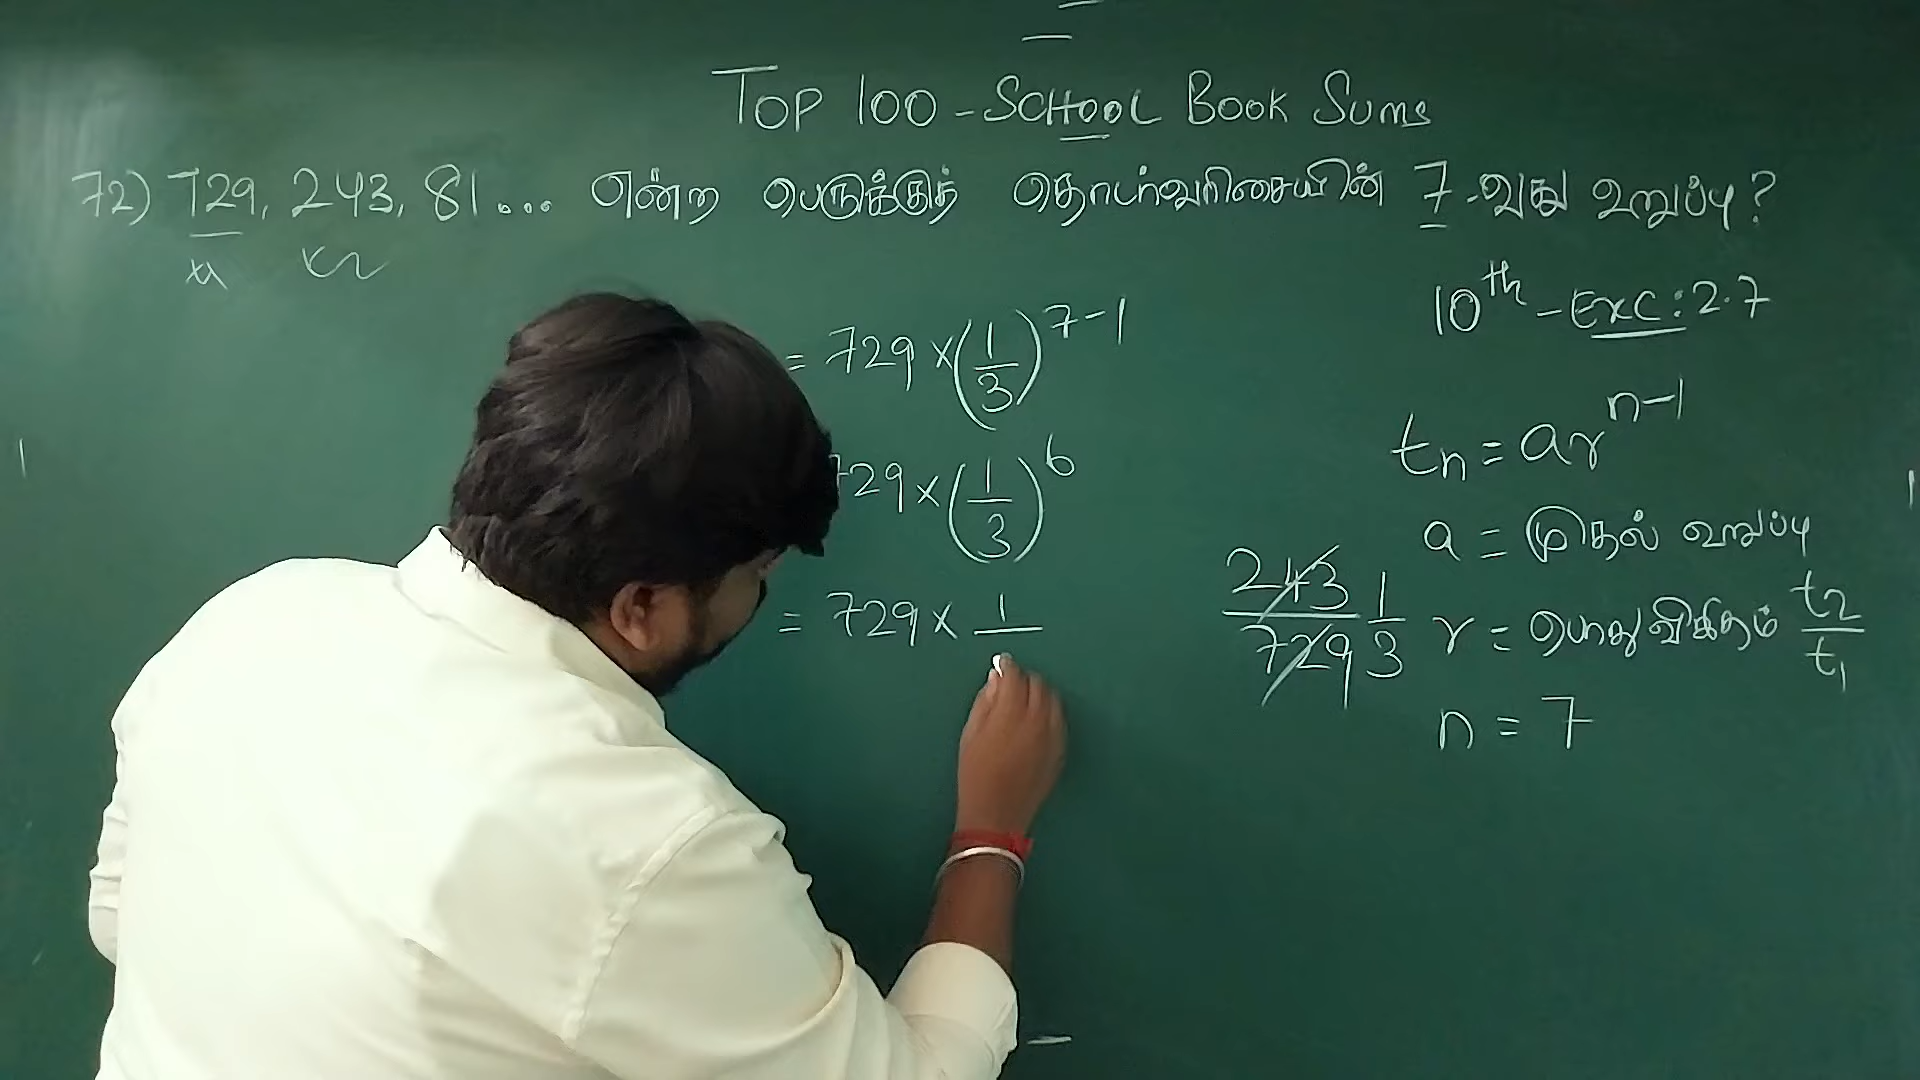 TOP 100 - SCHOOL BOOK SUMS
72) 729, 243, 81... என்ற பெருக்குத் தொடர்வரிசையின் 7-வது உறுப்பு?
10th - EXC: 2.7
= 729 × (1/3)^7-1
729 × (1/3)^6
= 729 × 1/
tn = ar^n-1
a = முதல் உறுப்பு
243/729 1/3
r = பொது விகிதம் t2/t1
n = 7